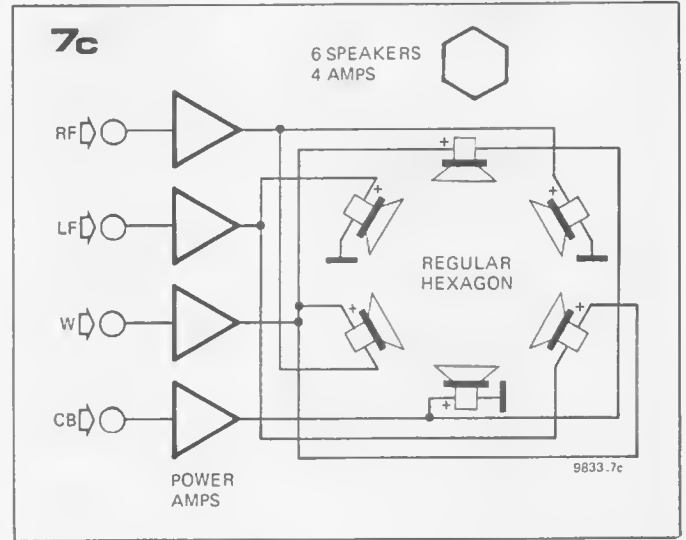 7c
6 SPEAKERS
4 AMPS
RF
LF
W
CB
+
+
+
+
+
+
REGULAR
HEXAGON
POWER
AMPS
9833.7c